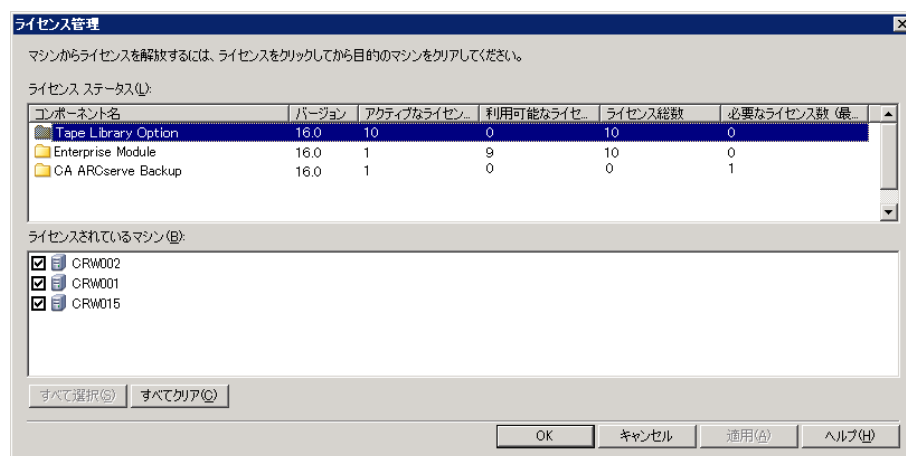 ライセンス管理
マシンからライセンスを解放するには、ライセンスをクリックしてから目的のマシンをクリアしてください。
ライセンス ステータス(L):
コンポーネント名 バージョン アクティブなライセン... 利用可能なライセ... ライセンス総数 必要なライセンス数 (最...
Tape Library Option 16.0 10 0 10 0
Enterprise Module 16.0 1 9 10 0
CA ARCserve Backup 16.0 1 0 0 1
ライセンスされているマシン(B):
CRW002
CRW001
CRW015
すべて選択(S) すべてクリア(C)
OK キャンセル 適用(A) ヘルプ(H)